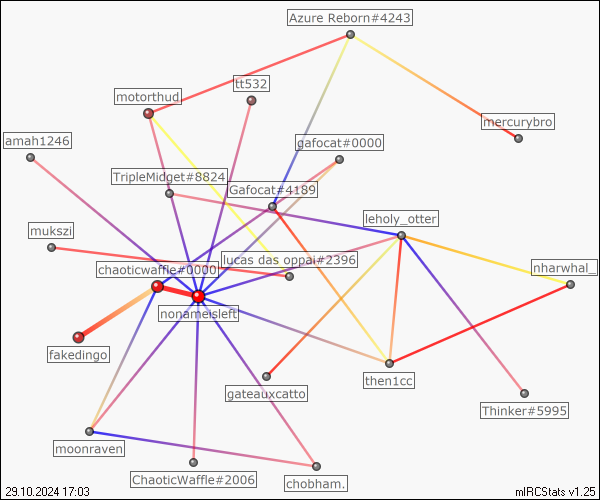 Azure Reborn#4243
tt532
motorthud_
mercurybro
amah1246
gafocat#0000
TripleMidget#8824
Gafocat#4189
leholy_otter
mukszi
lucas das oppai#2396
chaoticwaffle#0000
nharwhal_
nonameisleft
fakedingo
then1cc
gateauxcatto
Thinker#5995
moonraven
ChaoticWaffle#2006
chobham.
29.10.2024 17:03
mIRCStats v1.25